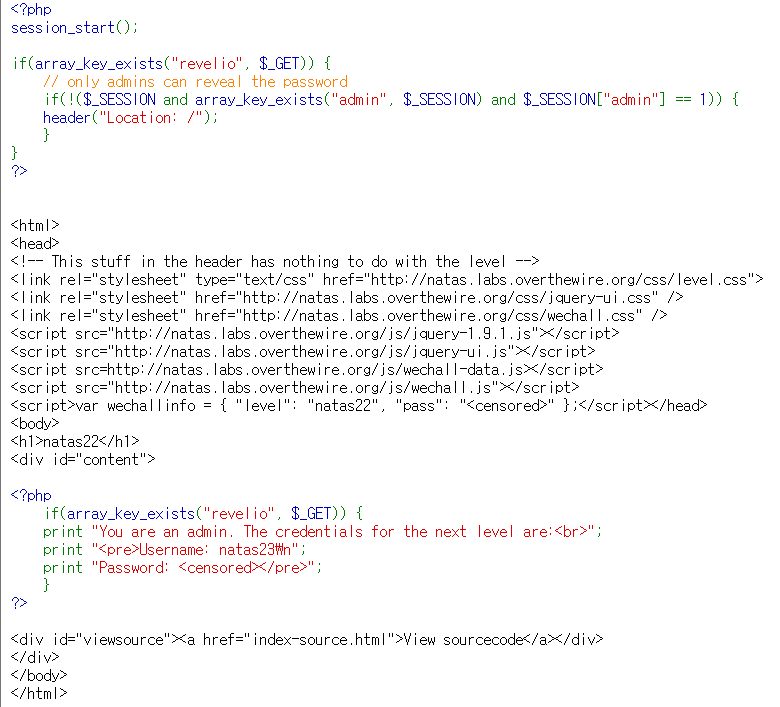 <?php
session_start();
if(array_key_exists("revelio", $_GET)) {
// only admins can reveal the password
if(!($_SESSION and array_key_exists("admin", $_SESSION) and $_SESSION["admin"] == 1)) {
header("Location: /");
}
}
?>
<html>
<head>
<!-- This stuff in the header has nothing to do with the level -->
<link rel="stylesheet" type="text/css" href="http://natas.labs.overthewire.org/css/level.css">
<link rel="stylesheet" href="http://natas.labs.overthewire.org/css/jquery-ui.css" />
<link rel="stylesheet" href="http://natas.labs.overthewire.org/css/wechall.css" />
<script src="http://natas.labs.overthewire.org/js/jquery-1.9.1.js"></script>
<script src="http://natas.labs.overthewire.org/js/jquery-ui.js"></script>
<script src=http://natas.labs.overthewire.org/js/wechall-data.js></script>
<script src="http://natas.labs.overthewire.org/js/wechall.js"></script>
<script>var wechallinfo = { "level": "natas22", "pass": "<censored>" };</script></head>
<body>
<h1>natas22</h1>
<div id="content">
<?php
if(array_key_exists("revelio", $_GET)) {
print "You are an admin. The credentials for the next level are:<br>";
print "<pre>Username: natas23₩n";
print "Password: <censored></pre>";
}
?>
<div id="viewsource"><a href="index-source.html">View sourcecode</a></div>
</div>
</body>
</html>